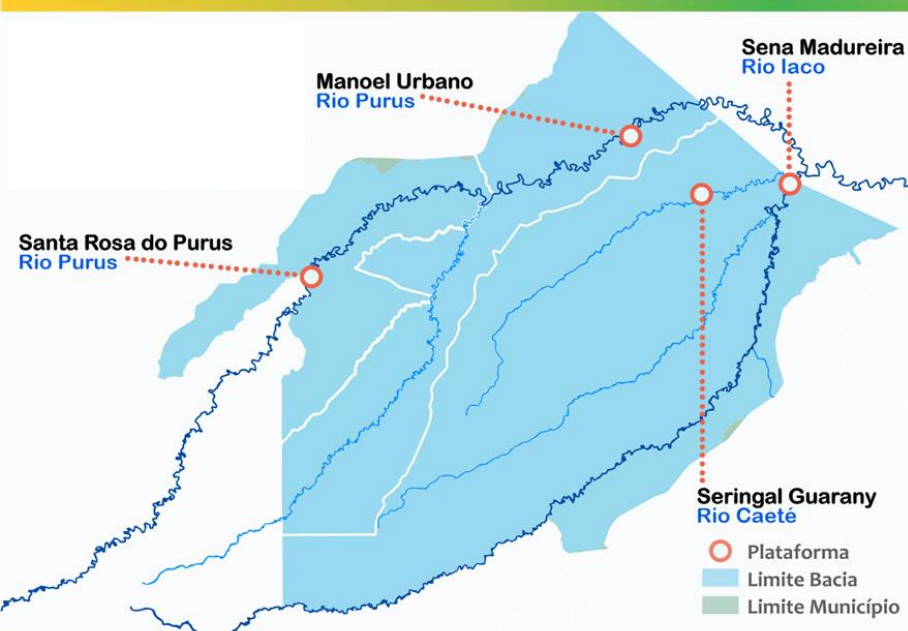 Sena Madureira
Rio Iaco
Manoel Urbano
Rio Purus
Santa Rosa do Purus
Rio Purus
Seringal Guarany
Rio Caeté
Plataforma
Limite Bacia
Limite Município